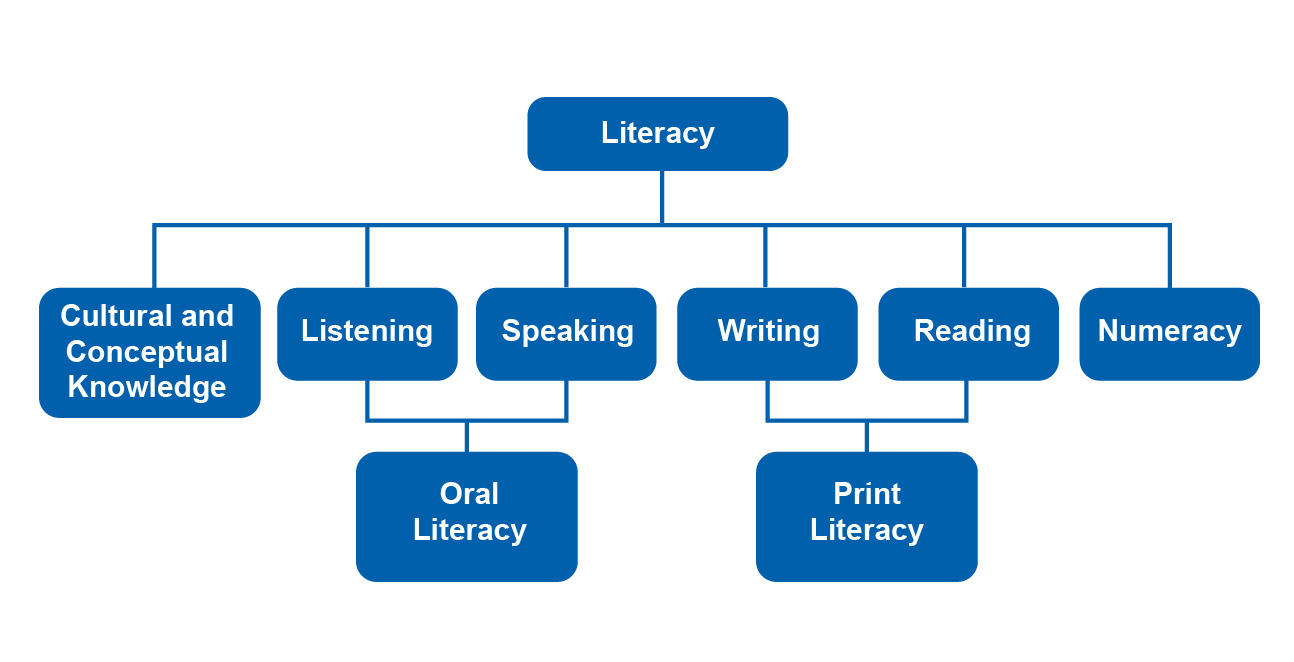 Literacy
Cultural and
Conceptual
Knowledge
Listening
Speaking
Writing
Reading
Numeracy
Oral
Literacy
Print
Literacy